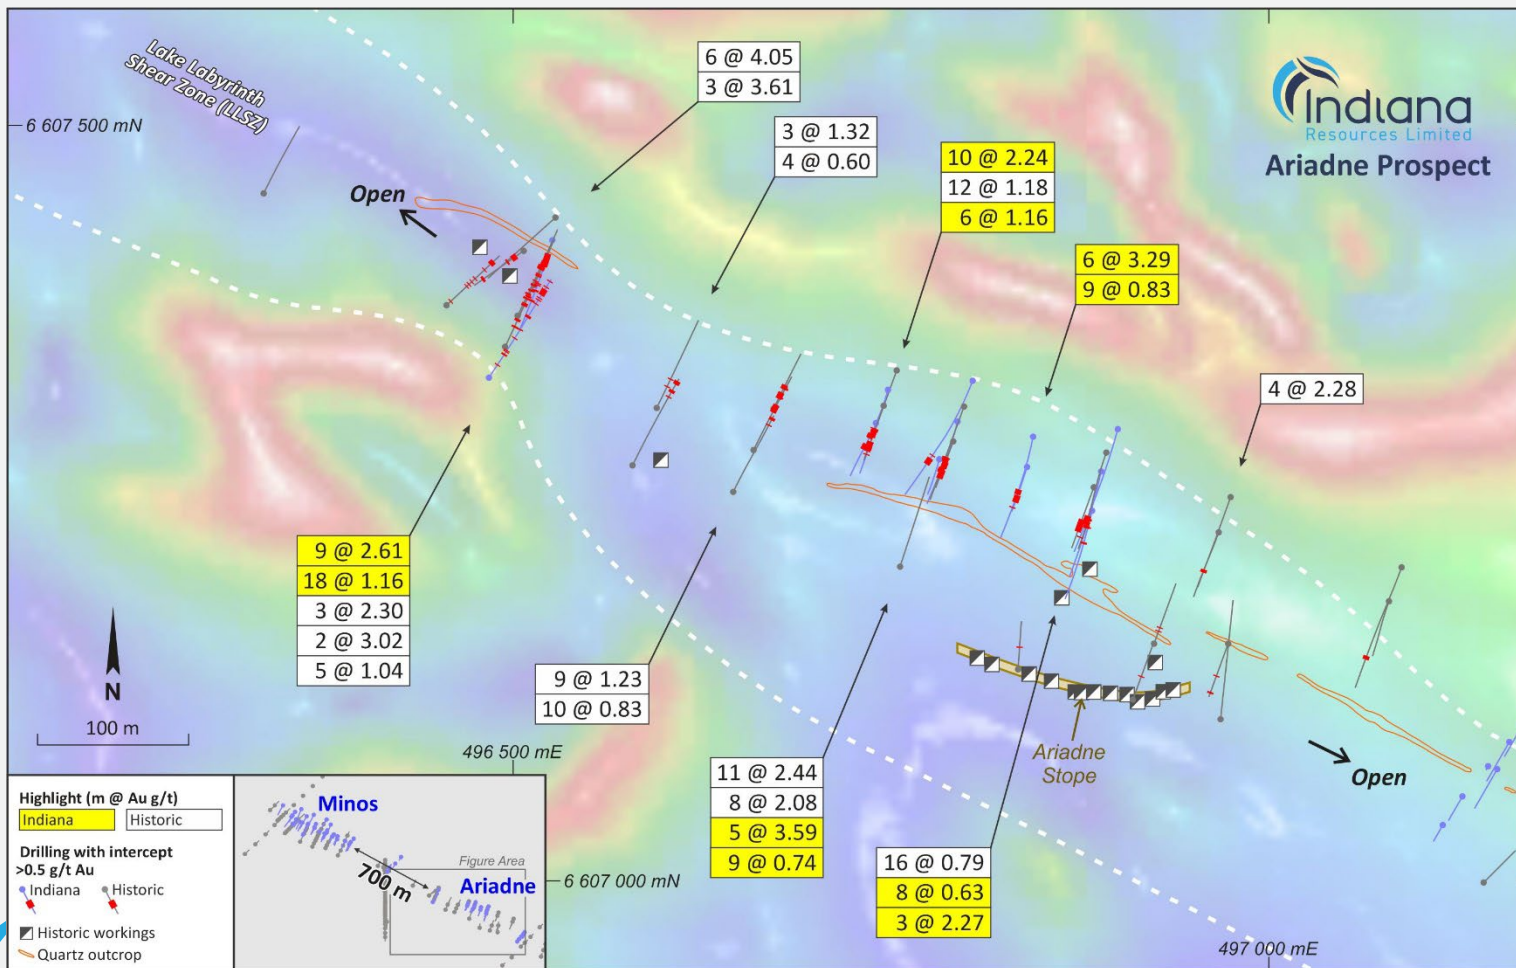 Lake Labyrinth
Shear Zone (LLSZ)
6 607 500 mN
Open
6 @ 4.05
3 @ 3.61
3 @ 1.32
4 @ 0.60
10 @ 2.24
12 @ 1.18
6 @ 1.16
6 @ 3.29
9 @ 0.83
4 @ 2.28
Indiana
Resources Limited
Ariadne Prospect
9 @ 2.61
18 @ 1.16
3 @ 2.30
2 @ 3.02
5 @ 1.04
9 @ 1.23
10 @ 0.83
11 @ 2.44
8 @ 2.08
5 @ 3.59
9 @ 0.74
16 @ 0.79
8 @ 0.63
3 @ 2.27
Ariadne
Stope
Open
N
100 m
496 500 mE
6 607 000 mN
497 000 mE
Highlight (m @ Au g/t)
Indiana
Historic
Drilling with intercept
>0.5 g/t Au
Indiana
Historic
Historic workings
Quartz outcrop
Minos
700 m
Figure Area
Ariadne